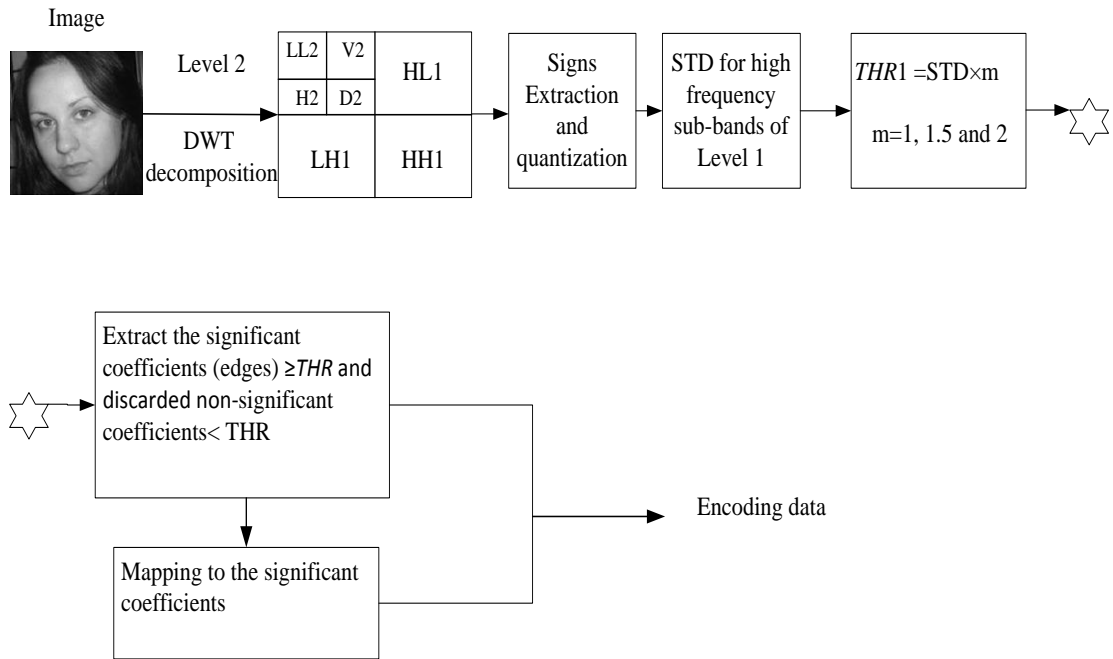 Image
Level 2
DWT
decomposition
LL2 V2
H2 D2
HL1
LH1
HH1
Signs
Extraction
and
quantization
STD for high
frequency
sub-bands of
Level 1
THR1 =STD×m
m=1, 1.5 and 2
Extract the significant
coefficients (edges) ≥THR and
discarded non-significant
coefficients< THR
Mapping to the significant
coefficients
Encoding data